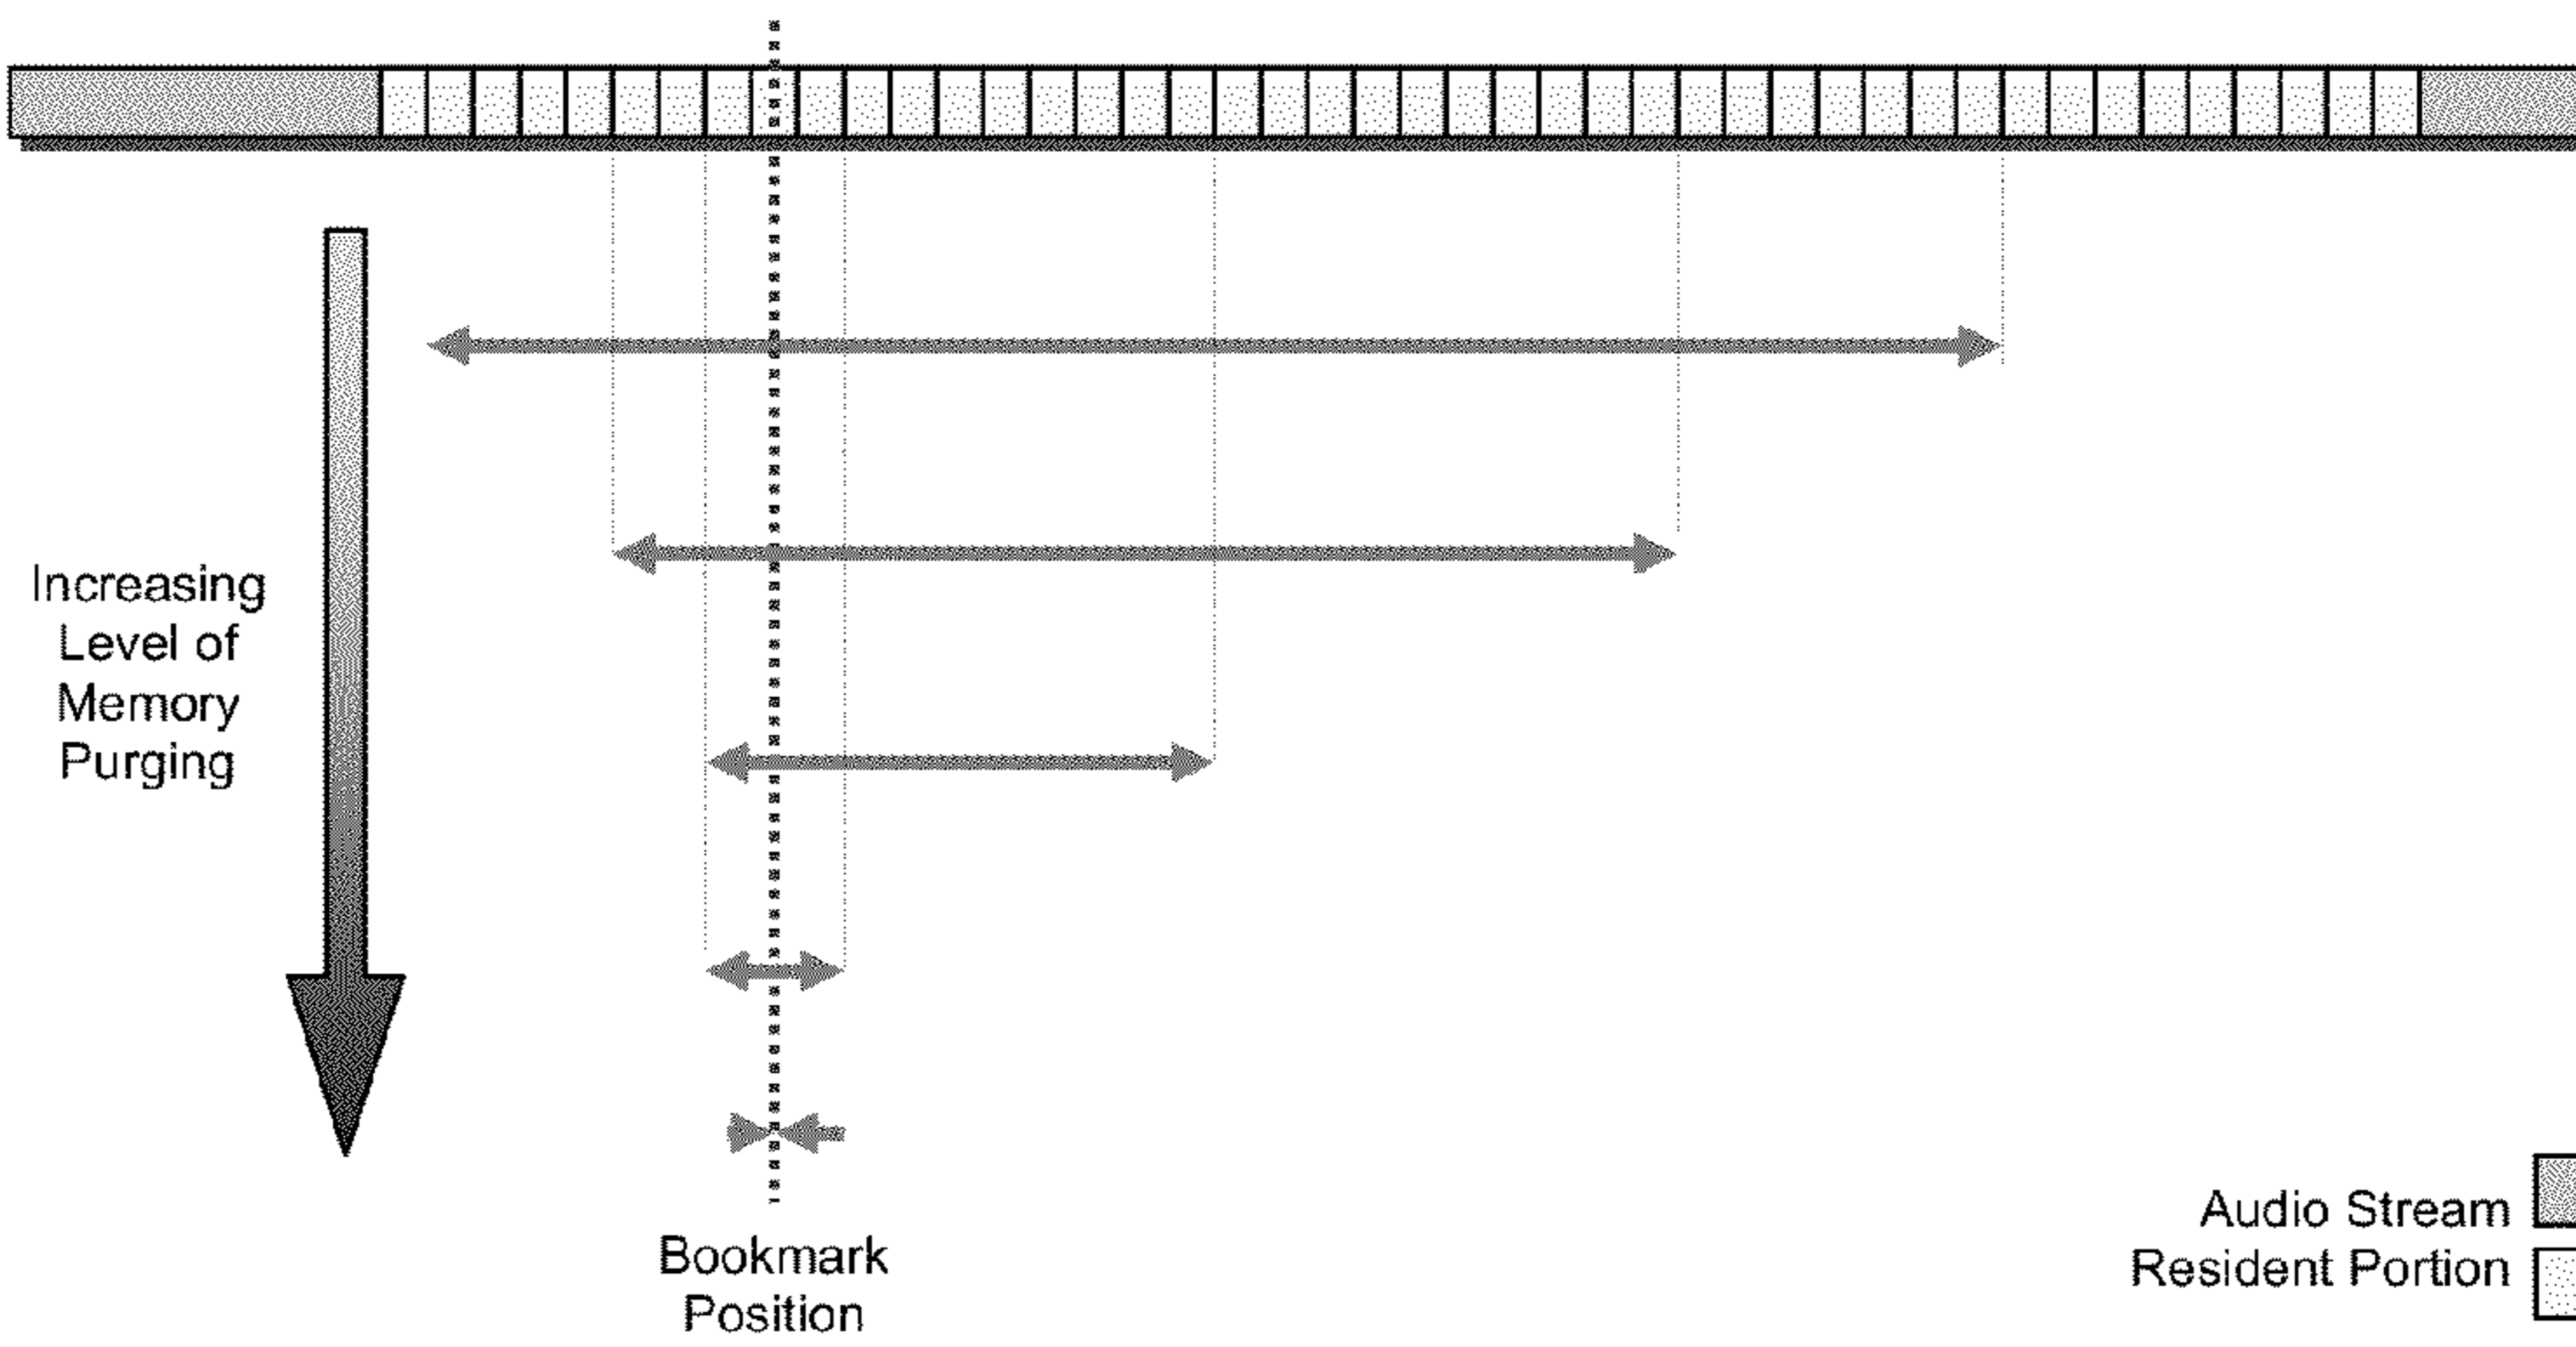 Increasing
Level of
Memory
Purging
Bookmark
Position
Audio Stream
Resident Portion